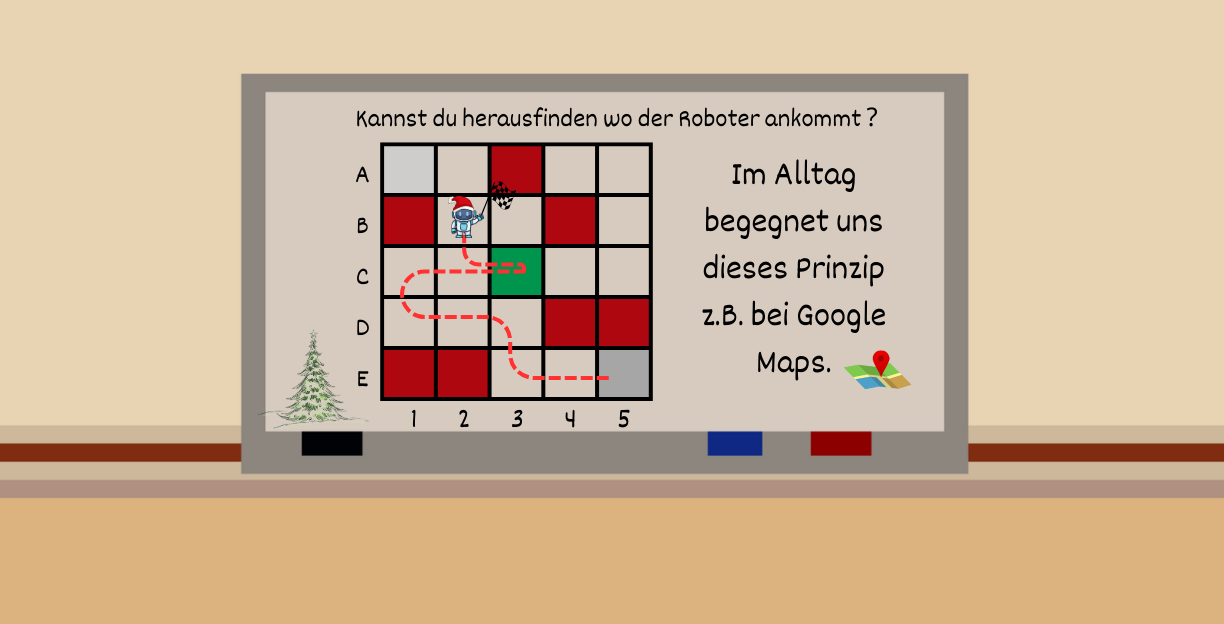 Kannst du herausfinden wo der Roboter ankommt ?
A
B
C
D
E
1 2 3 4 5
Im Alltag
begegnet uns
dieses Prinzip
z.B. bei Google
Maps.